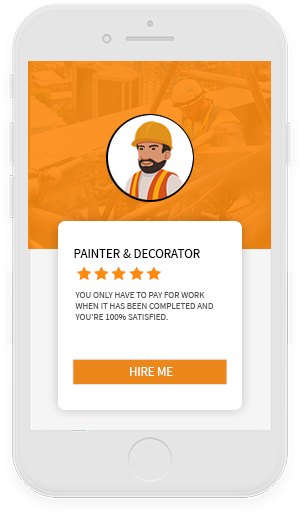 PAINTER & DECORATOR
YOU ONLY HAVE TO PAY FOR WORK
WHEN IT HAS BEEN COMPLETED AND
YOU'RE 100% SATISFIED.
HIRE ME